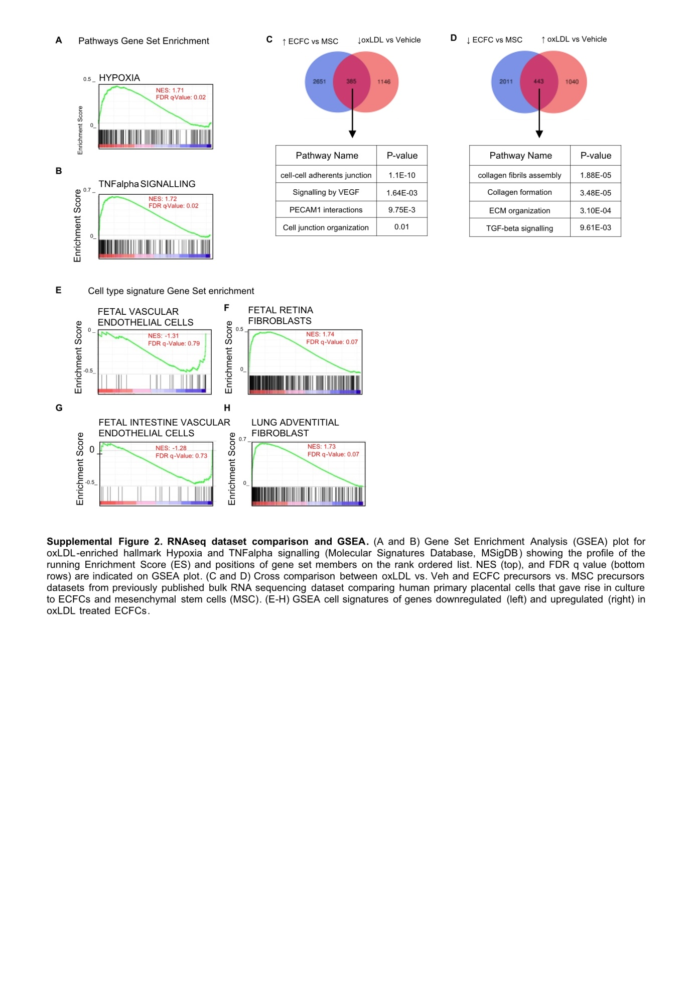 A Pathways Gene Set Enrichment
HYPOXIA
0.5
NES: 1.71
FDR q-Value: 0.02
0
Enrichment Score
B
TNFalpha SIGNALLING
0.7
NES: 1.72
FDR q-Value: 0.02
0
Enrichment Score
C ↑ ECFC vs MSC ↓oxLDL vs Vehicle
2651 385 1146
Pathway Name P-value
cell-cell adherents junction 1.1E-10
Signalling by VEGF 1.64E-03
PECAM1 interactions 9.75E-3
Cell junction organization 0.01
D ↓ ECFC vs MSC ↑ oxLDL vs Vehicle
2011 443 1040
Pathway Name P-value
collagen fibrils assembly 1.88E-05
Collagen formation 3.48E-05
ECM organization 3.10E-04
TGF-beta signalling 9.61E-03
E Cell type signature Gene Set enrichment
FETAL VASCULAR
ENDOTHELIAL CELLS
0
NES: -1.31
FDR q-Value: 0.79
-0.5
Enrichment Score
F FETAL RETINA
FIBROBLASTS
0.5
NES: 1.74
FDR q-Value: 0.07
0
Enrichment Score
G
FETAL INTESTINE VASCULAR
ENDOTHELIAL CELLS
0
NES: -1.28
FDR q-Value: 0.73
-0.5
Enrichment Score
H
LUNG ADVENTITIAL
FIBROBLAST
0.7
NES: 1.73
FDR q-Value: 0.07
0
Enrichment Score
Supplemental Figure 2. RNAseq dataset comparison and GSEA. (A and B) Gene Set Enrichment Analysis (GSEA) plot for
oxLDL-enriched hallmark Hypoxia and TNFalpha signalling (Molecular Signatures Database, MSigDB) showing the profile of the
running Enrichment Score (ES) and positions of gene set members on the rank ordered list. NES (top), and FDR q value (bottom
rows) are indicated on GSEA plot. (C and D) Cross comparison between oxLDL vs. Veh and ECFC precursors vs. MSC precursors
datasets from previously published bulk RNA sequencing dataset comparing human primary placental cells that gave rise in culture
to ECFCs and mesenchymal stem cells (MSC). (E-H) GSEA cell signatures of genes downregulated (left) and upregulated (right) in
oxLDL treated ECFCs.